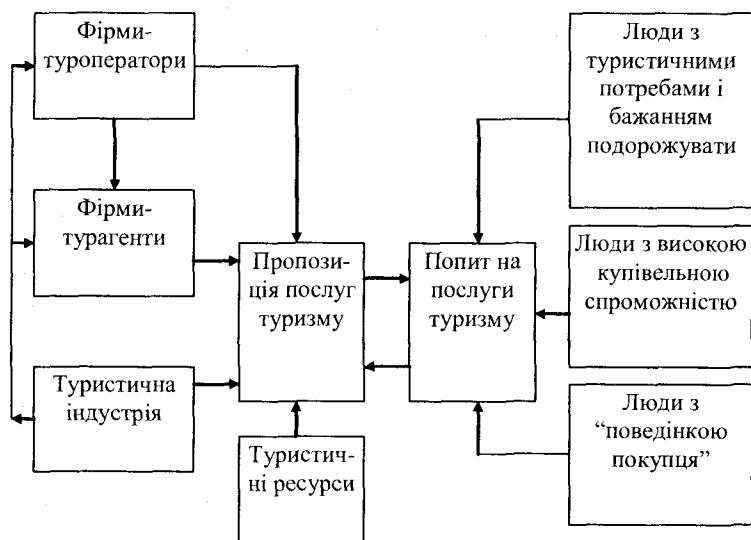 Фірми-
туроператори
Фірми-
турагенти
Туристична
індустрія
Пропози-
ція послуг
туризму
Туристич-
ні ресурси
Попит на
послуги
туризму
Люди з
туристичними
потребами і
бажанням
подорожувати
Люди з високою
купівельною
спроможністю
Люди з
“поведінкою
покупця”